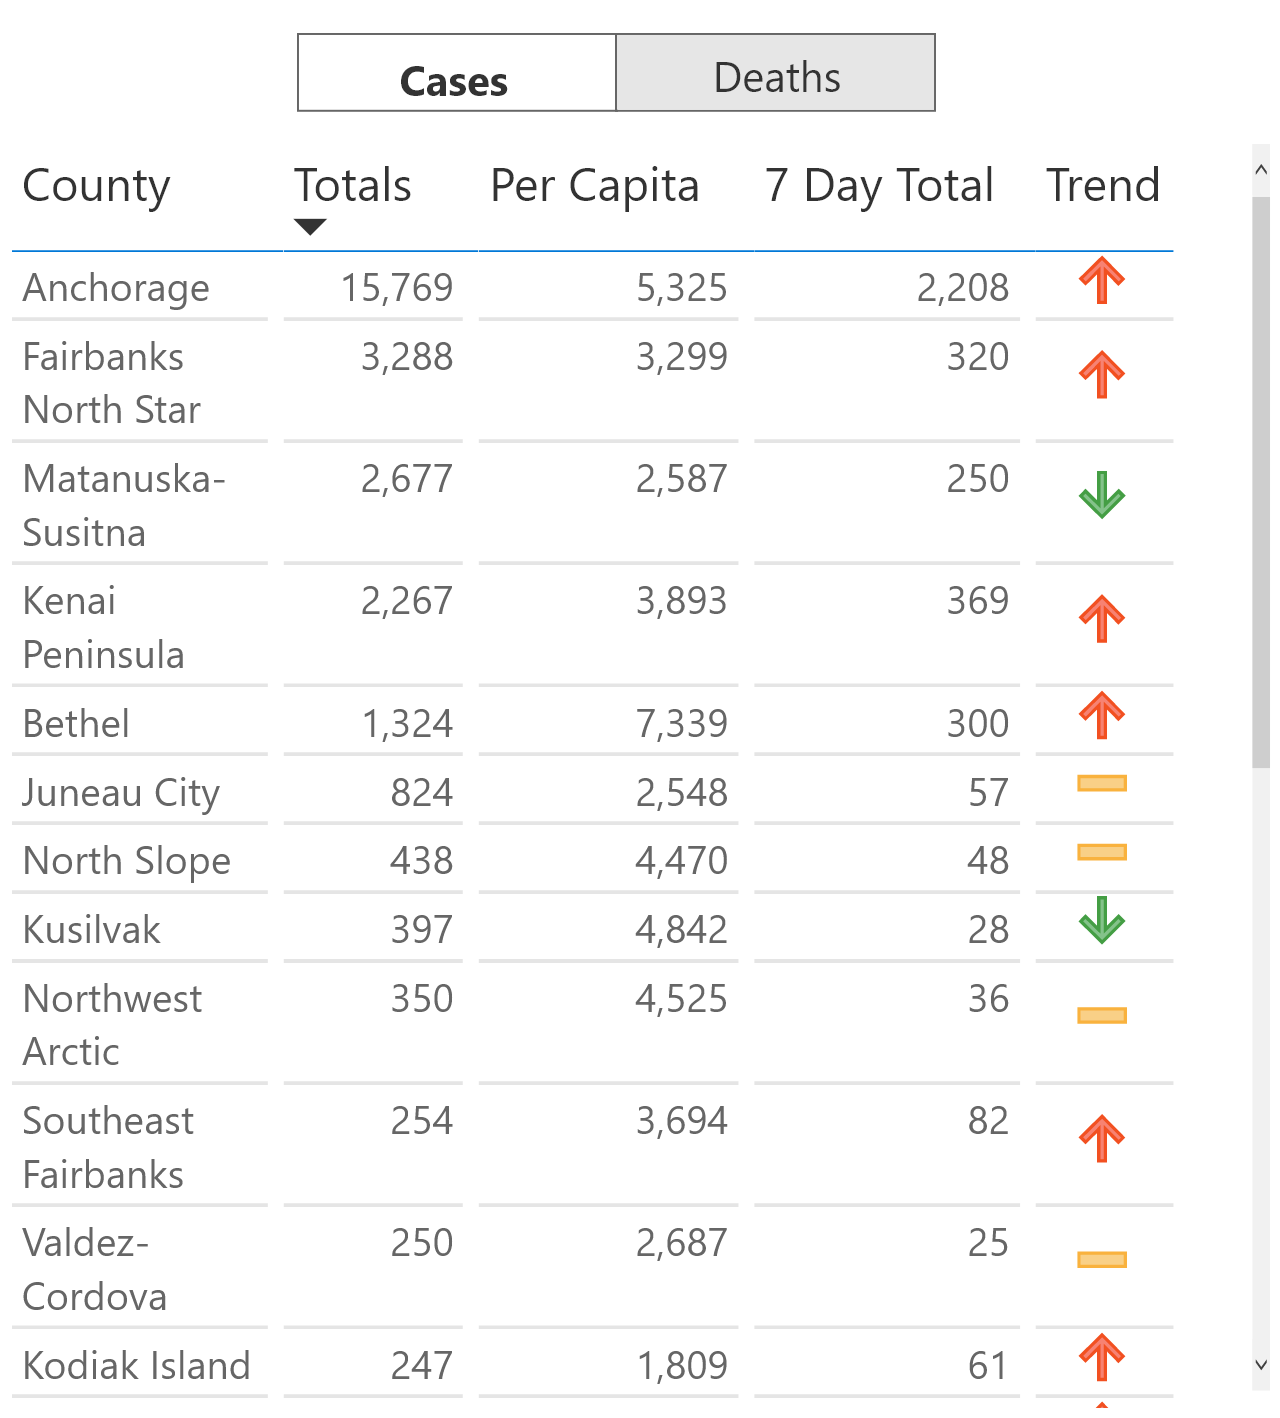 Cases Deaths
County Totals Per Capita 7 Day Total Trend
Anchorage 15,769 5,325 2,208
Fairbanks 3,288 3,299 320
North Star
Matanuska- 2,677 2,587 250
Susitna
Kenai 2,267 3,893 369
Peninsula
Bethel 1,324 7,339 300
Juneau City 824 2,548 57
North Slope 438 4,470 48
Kusilvak 397 4,842 28
Northwest 350 4,525 36
Arctic
Southeast 254 3,694 82
Fairbanks
Valdez- 250 2,687 25
Cordova
Kodiak Island 247 1,809 61